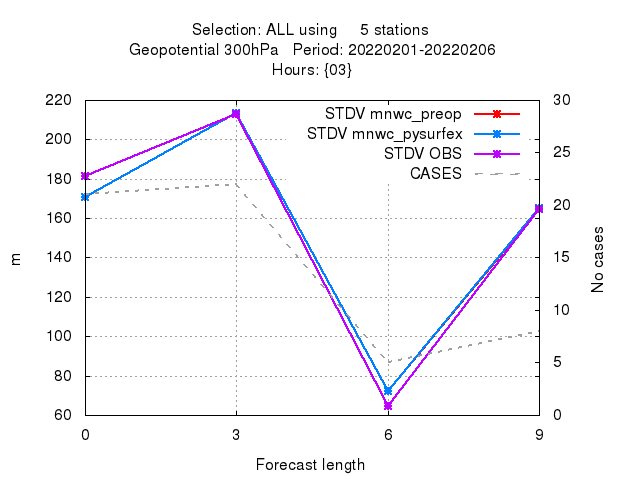 Selection: ALL using     5 stations
Geopotential 300hPa   Period: 20220201-20220206
Hours: {03}
220
200
180
160
140
120
100
80
60
30
25
20
15
10
5
0
STDV mnwc_preop
STDV mnwc_pysurfex
STDV OBS
CASES
m
No cases
0
3
6
9
Forecast length